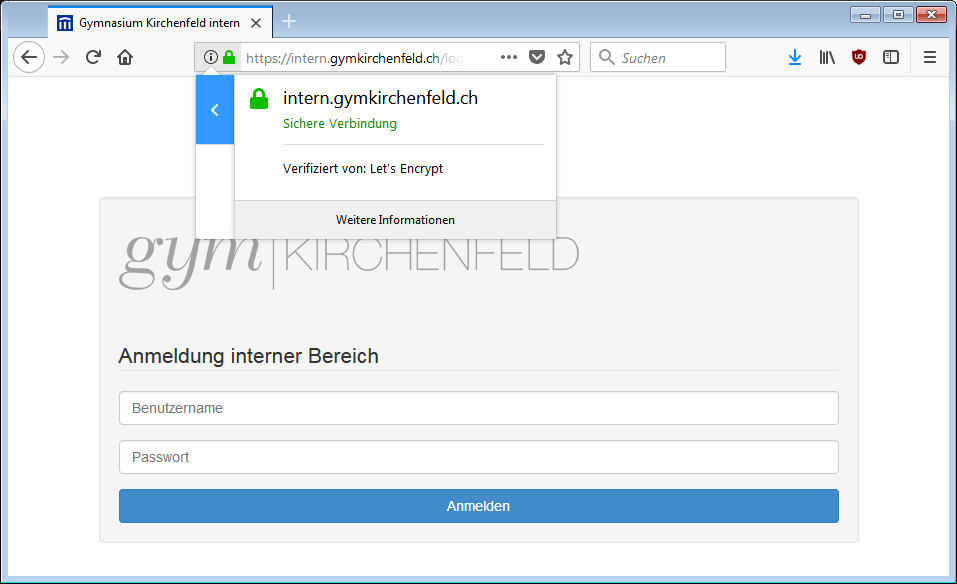 Gymnasium Kirchenfeld intern
https://intern.gymkirchenfeld.ch/log
Suchen
intern.gymkirchenfeld.ch
Sichere Verbindung
Verifiziert von: Let's Encrypt
Weitere Informationen
gym|KIRCHENFELD
Anmeldung interner Bereich
Benutzername
Passwort
Anmelden